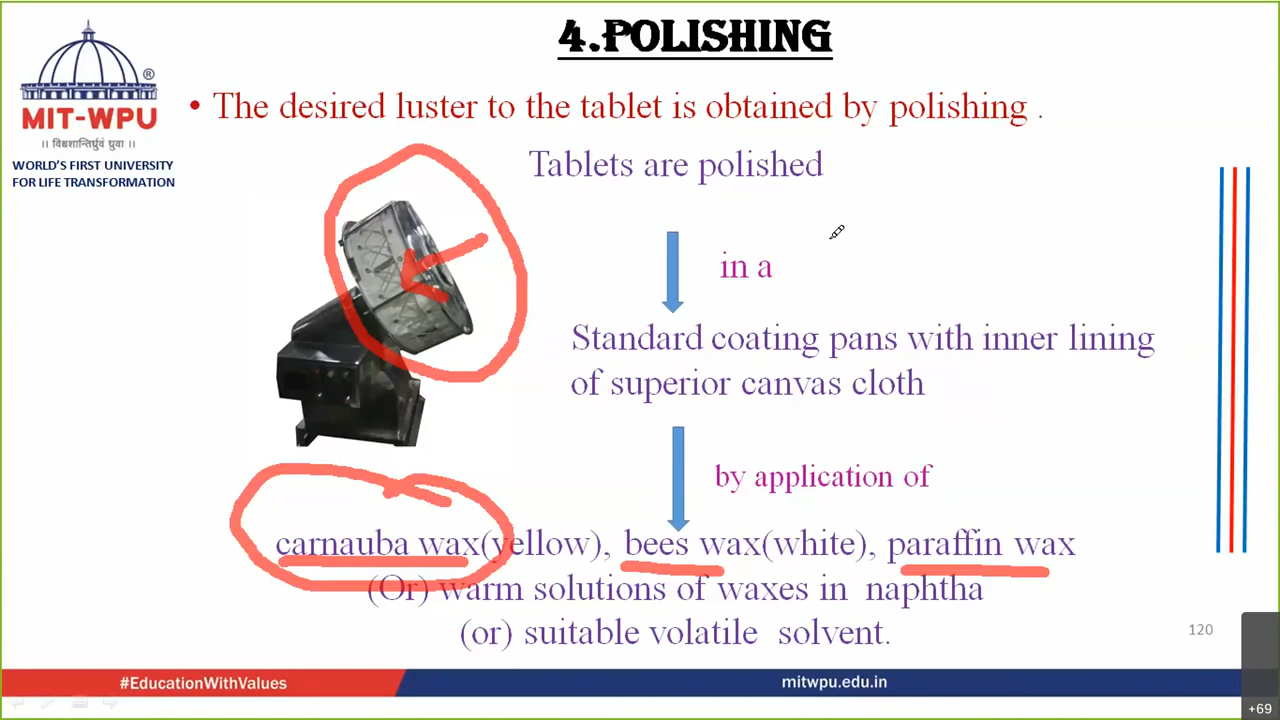 4.POLISHING
®
MIT-WPU
॥ विश्वशान्तिर्ध्रुवं ध्रुवा ॥
WORLD'S FIRST UNIVERSITY
FOR LIFE TRANSFORMATION
• The desired luster to the tablet is obtained by polishing .
Tablets are polished
in a
Standard coating pans with inner lining
of superior canvas cloth
by application of
carnauba wax(yellow), bees wax(white), paraffin wax
(Or) warm solutions of waxes in naphtha
(or) suitable volatile solvent.
120
#EducationWithValues
mitwpu.edu.in
+69